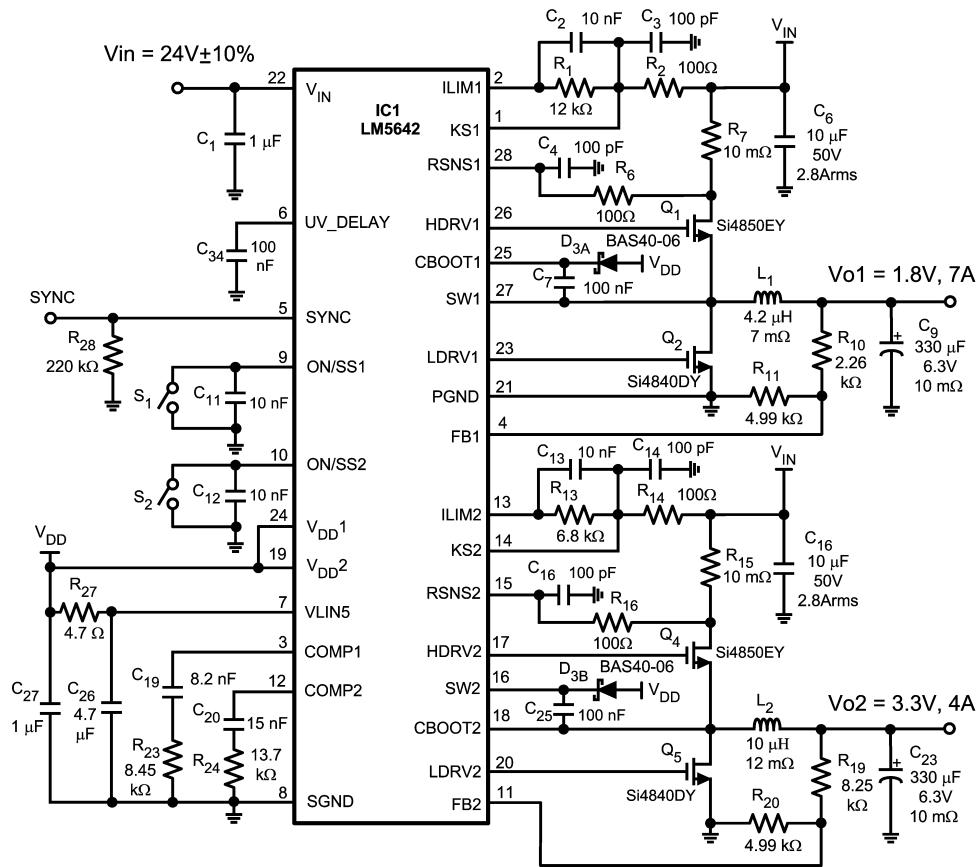 Vin = 24V±10%
C1
1 μF
22
VIN
IC1
LM5642
6
UV_DELAY
C34
100
nF
SYNC
5
SYNC
R28
220 kΩ
9
ON/SS1
S1
C11
10 nF
10
ON/SS2
S2
C12
10 nF
24
VDD1
VDD
19
VDD2
R27
4.7 Ω
7
VLIN5
3
COMP1
C19
8.2 nF
12
COMP2
C20
15 nF
C27
1 μF
C26
4.7
μF
R23
8.45
kΩ
R24
13.7
kΩ
8
SGND
ILIM1
2
C2
10 nF
C3
100 pF
R1
12 kΩ
R2
100Ω
VIN
KS1
1
R7
10 mΩ
C6
10 μF
50V
2.8Arms
RSNS1
28
C4
100 pF
R6
100Ω
HDRV1
26
Q1
Si4850EY
CBOOT1
25
D3A
BAS40-06
VDD
C7
100 nF
SW1
27
L1
4.2 μH
7 mΩ
Vo1 = 1.8V, 7A
LDRV1
23
Q2
Si4840DY
R10
2.26
kΩ
C9
+
330 μF
6.3V
10 mΩ
PGND
21
R11
4.99 kΩ
FB1
4
ILIM2
13
C13
10 nF
C14
100 pF
R13
6.8 kΩ
R14
100Ω
VIN
KS2
14
R15
10 mΩ
C16
10 μF
50V
2.8Arms
RSNS2
15
C16
100 pF
R16
100Ω
HDRV2
17
Q4
Si4850EY
SW2
16
D3B
BAS40-06
VDD
C25
100 nF
CBOOT2
18
L2
10 μH
12 mΩ
Vo2 = 3.3V, 4A
LDRV2
20
Q5
Si4840DY
R19
8.25
kΩ
C23
+
330 μF
6.3V
10 mΩ
FB2
11
R20
4.99 kΩ